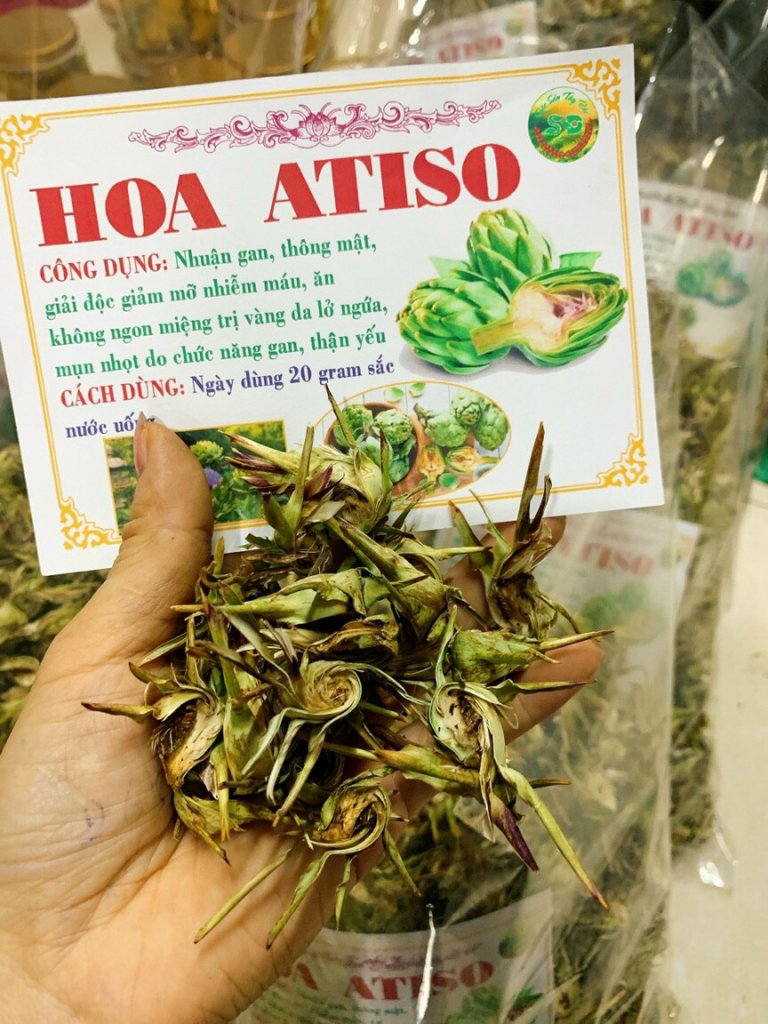 HOA ATISO
CÔNG DỤNG: Nhuận gan, thông mật,
giải độc giảm mỡ nhiễm máu, ăn
không ngon miệng trị vàng da lở ngứa,
mụn nhọt do chức năng gan, thận yếu
CÁCH DÙNG: Ngày dùng 20 gram sắc
nước
ATISO
ATISO
ATISO
ATISO